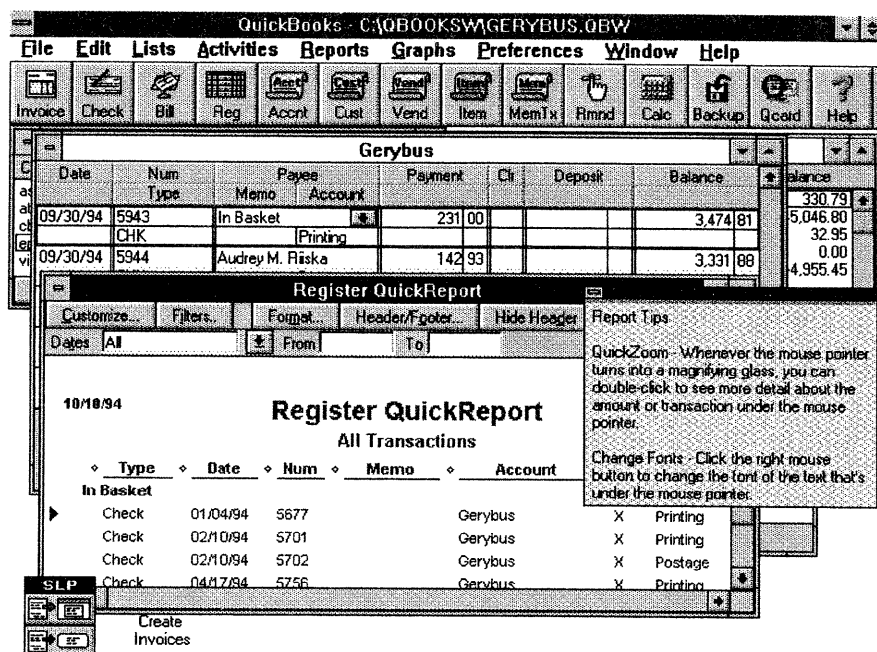 QuickBooks - C:\QBOOKSW\GERYBUS.QBW
File Edit Lists Activities Reports Graphs Preferences Window Help
Acct Cust Vend Item Mem
Invoice Check Bill Reg Accnt Cust Vend Item MemTx Rmnd Calc Backup Qcard Help
Gerybus
Date Num Payee Payment Clr Deposit Balance
Type Memo Account
09/30/94 5943 In Basket 231 00 3,474 81
CHK Printing
09/30/94 5944 Audrey M. Riiska 142 93 3,331 88
alance
330.79
-5,046.80
32.95
0.00
-4,955.45
Register QuickReport
Customize... Filters... Format... Header/Footer... Hide Header
Dates All From To
10/18/94
Register QuickReport
All Transactions
Type Date Num Memo Account
In Basket
Check 01/04/94 5677 Gerybus X Printing
Check 02/10/94 5701 Gerybus X Printing
Check 02/10/94 5702 Gerybus X Postage
Check 04/17/94 5756 Gerybus X Printing
Report Tips
QuickZoom - Whenever the mouse pointer
turns into a magnifying glass, you can
double-click to see more detail about the
amount or transaction under the mouse
pointer.
Change Fonts - Click the right mouse
button to change the font of the text that's
under the mouse pointer.
SLP
Create
Invoices